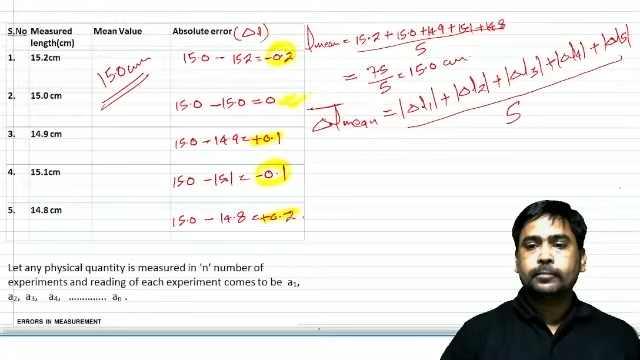 S.No Measured length(cm) Mean Value Absolute error (Δl)
1. 15.2cm 15.0 - 15.2 = -0.2
15.0cm
2. 15.0 cm 15.0 - 15.0 = 0
3. 14.9 cm 15.0 - 14.9 = +0.1
4. 15.1cm 15.0 - 15.1 = -0.1
5. 14.8 cm 15.0 - 14.8 = +0.2
l mean = 15.2 + 15.0 + 14.9 + 15.1 + 14.8
5
= 75/5 = 15.0 cm
Δl mean = |Δl1| + |Δl2| + |Δl3| + |Δl4| + |Δl5|
5
Let any physical quantity is measured in 'n' number of
experiments and reading of each experiment comes to be a1,
a2, a3, a4, .............. an .
ERRORS IN MEASUREMENT